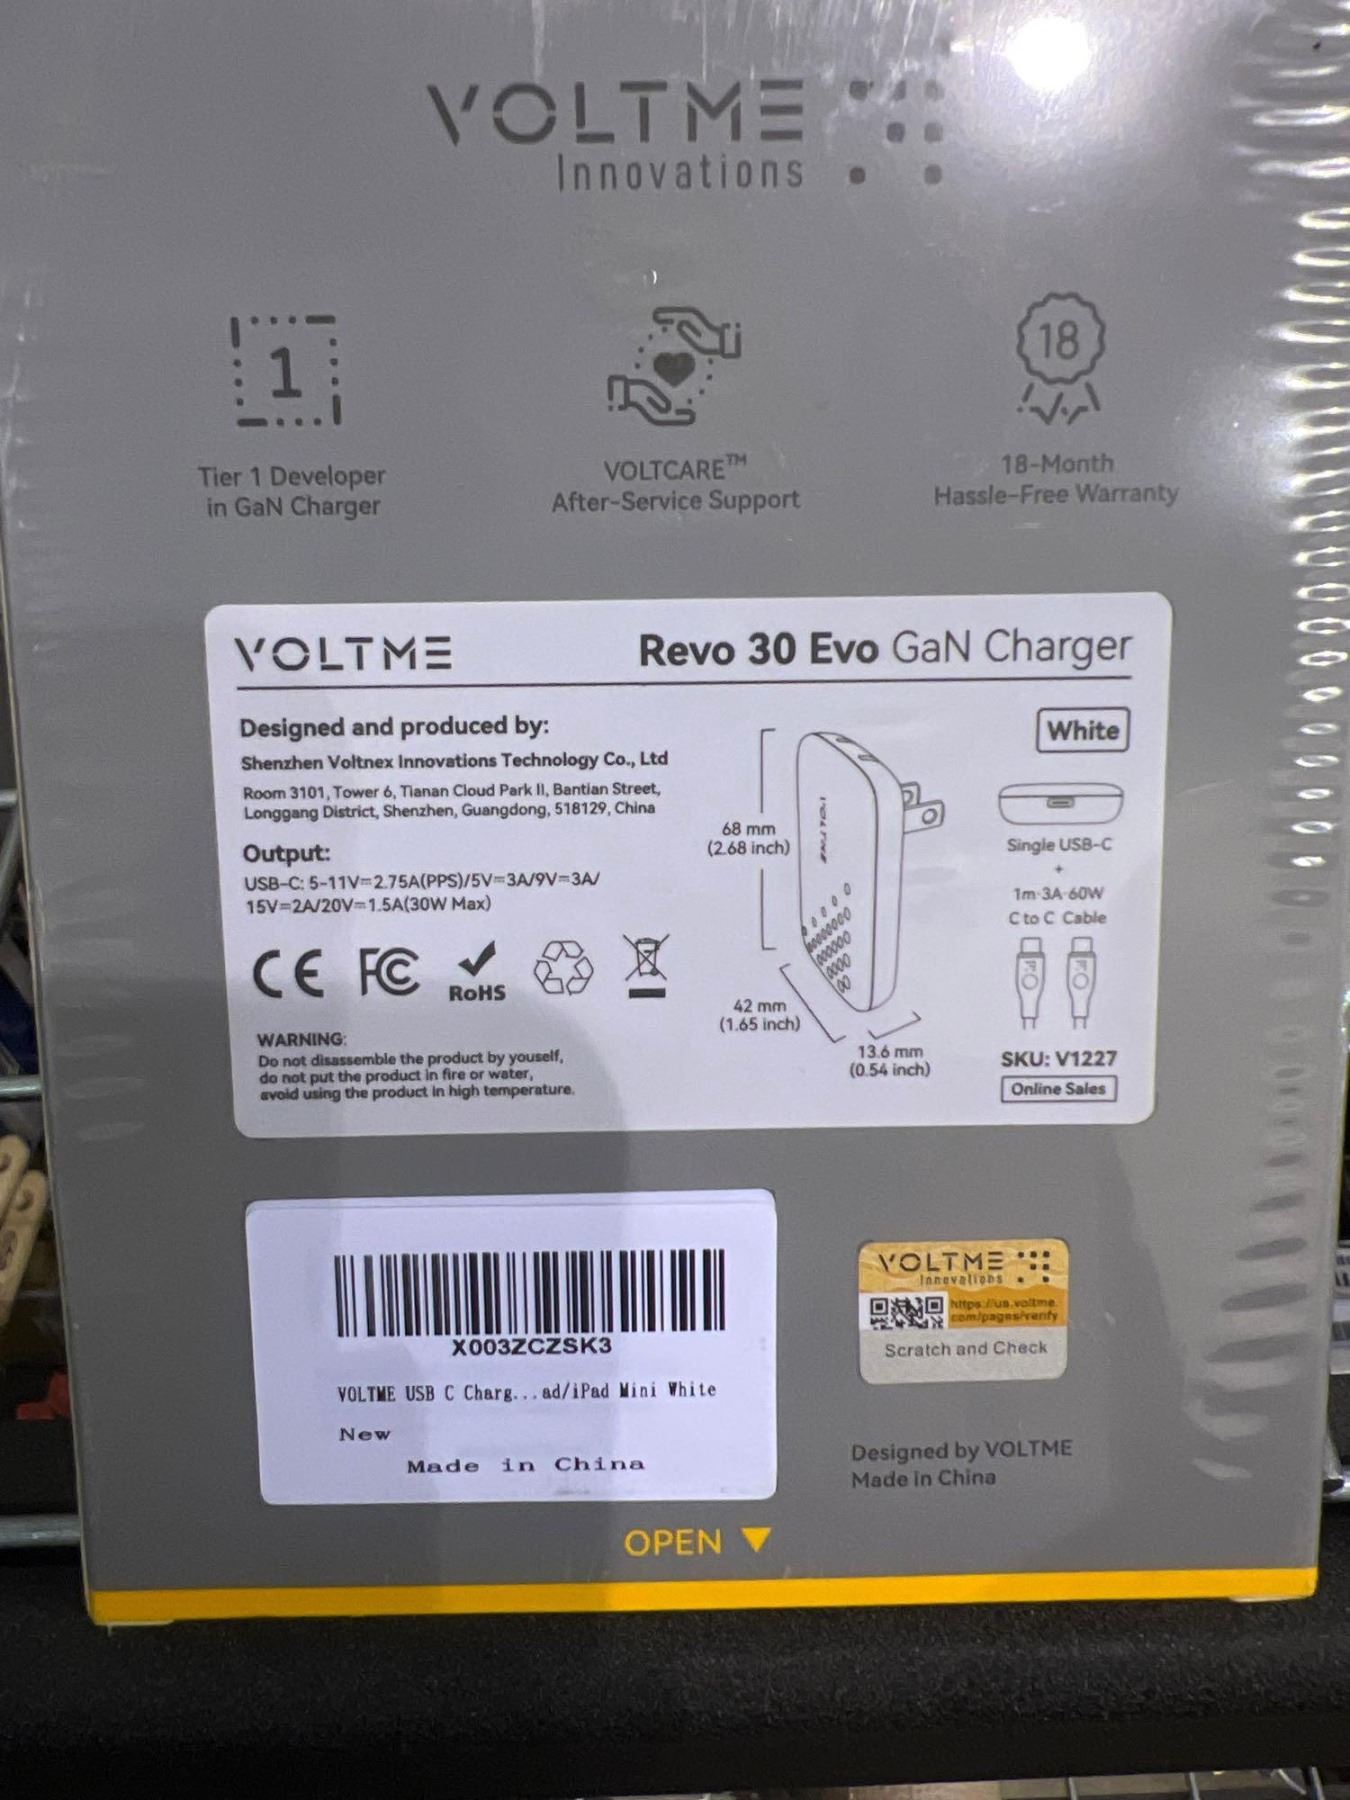 VOLTME
Innovations
1
Tier 1 Developer
in GaN Charger
VOLTCARE™
After-Service Support
18
18-Month
Hassle-Free Warranty
VOLTME
Revo 30 Evo GaN Charger
Designed and produced by:
Shenzhen Voltnex Innovations Technology Co., Ltd
Room 3101, Tower 6, Tianan Cloud Park II, Bantian Street,
Longgang District, Shenzhen, Guangdong, 518129, China
Output:
USB-C: 5-11V=2.75A(PPS)/5V=3A/9V=3A/
15V=2A/20V=1.5A(30W Max)
CE FC RoHS
WARNING:
Do not disassemble the product by youself,
do not put the product in fire or water,
avoid using the product in high temperature.
68 mm
(2.68 inch)
VOLTME
42 mm
(1.65 inch)
13.6 mm
(0.54 inch)
White
Single USB-C
+
1m 3A 60W
C to C Cable
SKU: V1227
Online Sales
X003ZCZSK3
VOLTME USB C Charg...ad/iPad Mini White
New
Made in China
VOLTME
Innovations
https://us.voltme.
com/pages/verify
Scratch and Check
Designed by VOLTME
Made in China
OPEN